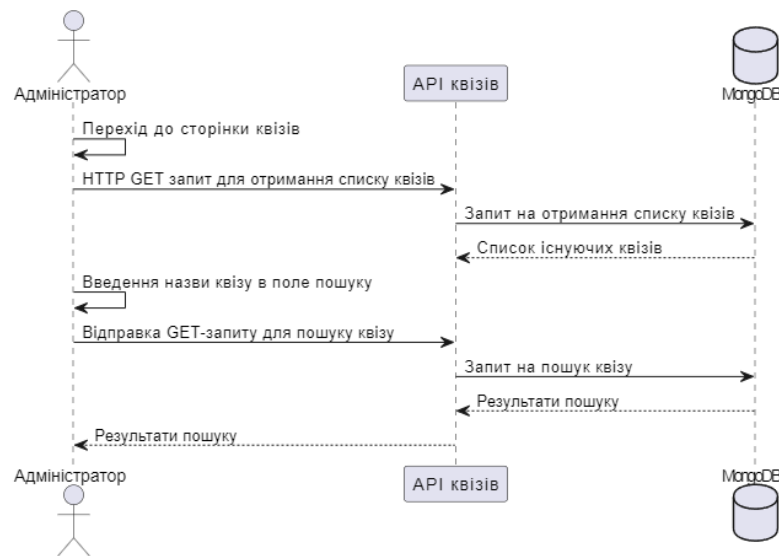 Адміністратор
API квізів
MongoDB
Перехід до сторінки квізів
HTTP GET запит для отримання списку квізів
Запит на отримання списку квізів
Список існуючих квізів
Введення назви квізу в поле пошуку
Відправка GET-запиту для пошуку квізу
Запит на пошук квізу
Результати пошуку
Результати пошуку
Адміністратор
API квізів
MongoDB